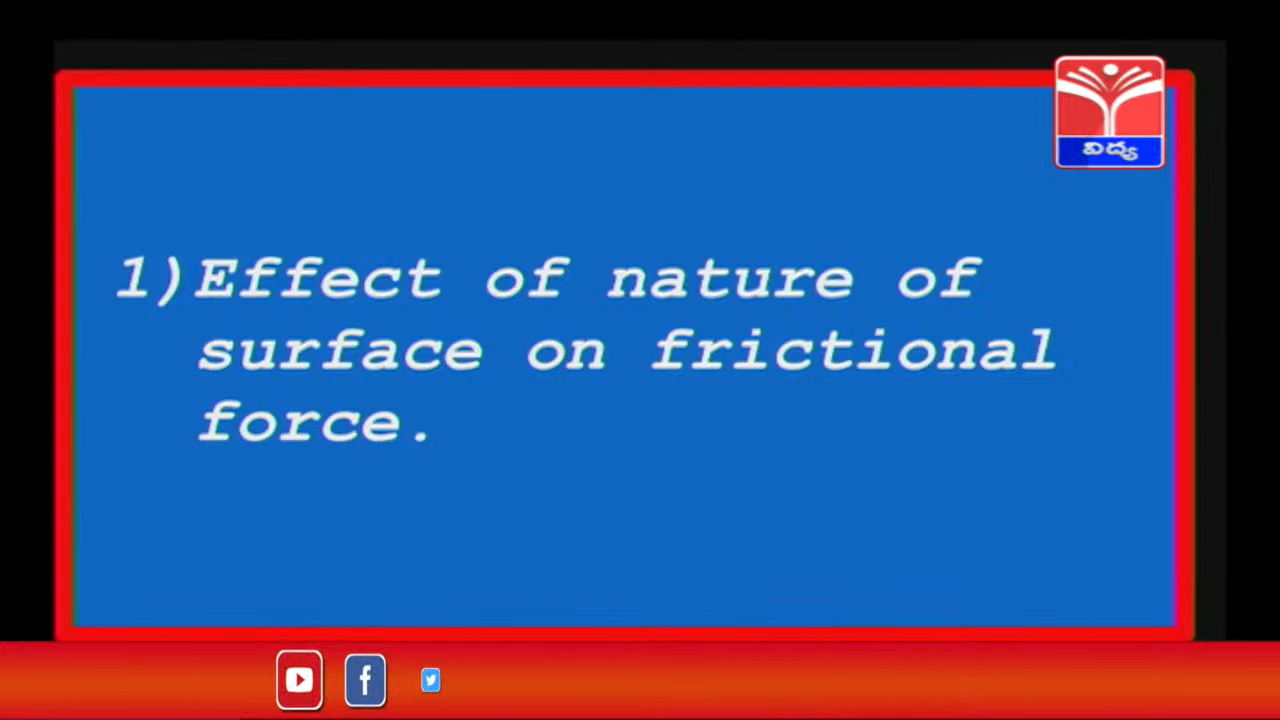 విద్య
1)Effect of nature of
surface on frictional
force.